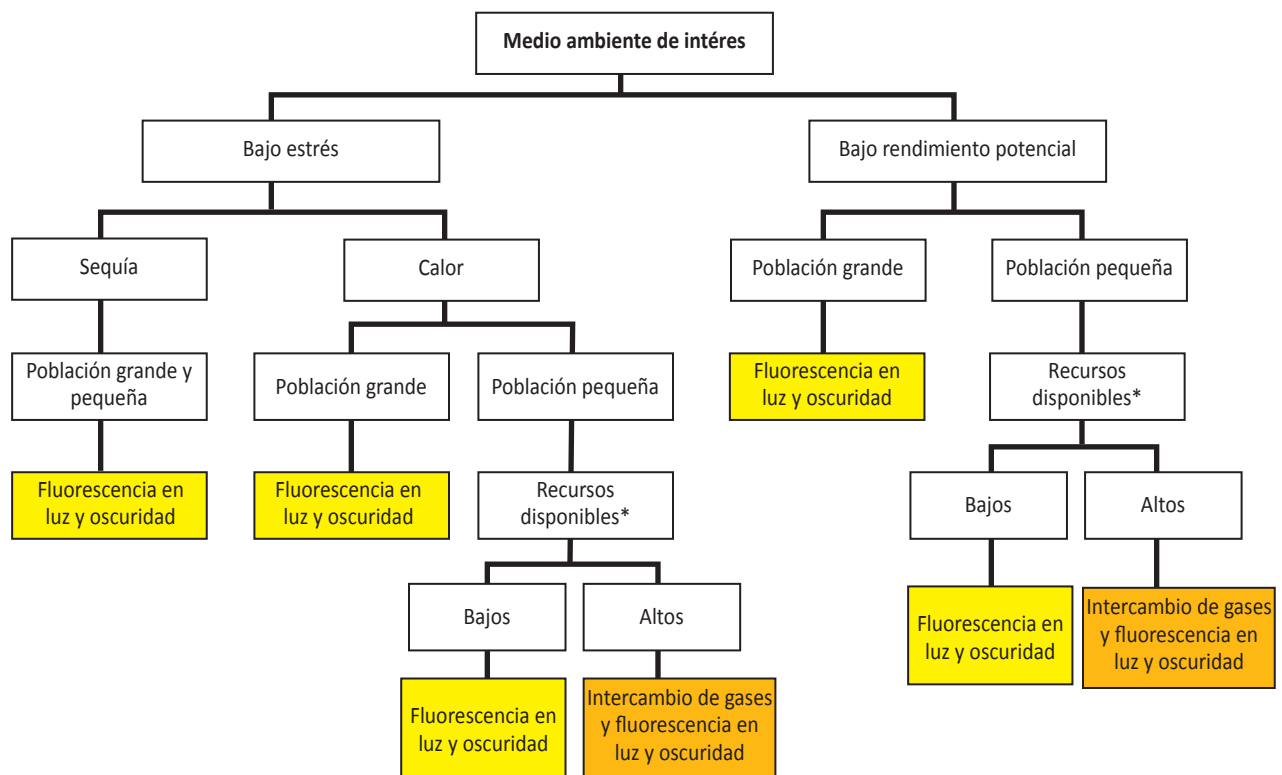 Medio ambiente de intéres
Bajo estrés
Bajo rendimiento potencial
Sequía
Calor
Población grande
Población pequeña
Población grande y
pequeña
Población grande
Población pequeña
Fluorescencia en
luz y oscuridad
Recursos
disponibles*
Fluorescencia en
luz y oscuridad
Fluorescencia en
luz y oscuridad
Recursos
disponibles*
Bajos
Altos
Bajos
Altos
Fluorescencia en
luz y oscuridad
Intercambio de gases
y fluorescencia en
luz y oscuridad
Fluorescencia en
luz y oscuridad
Intercambio de gases
y fluorescencia en
luz y oscuridad